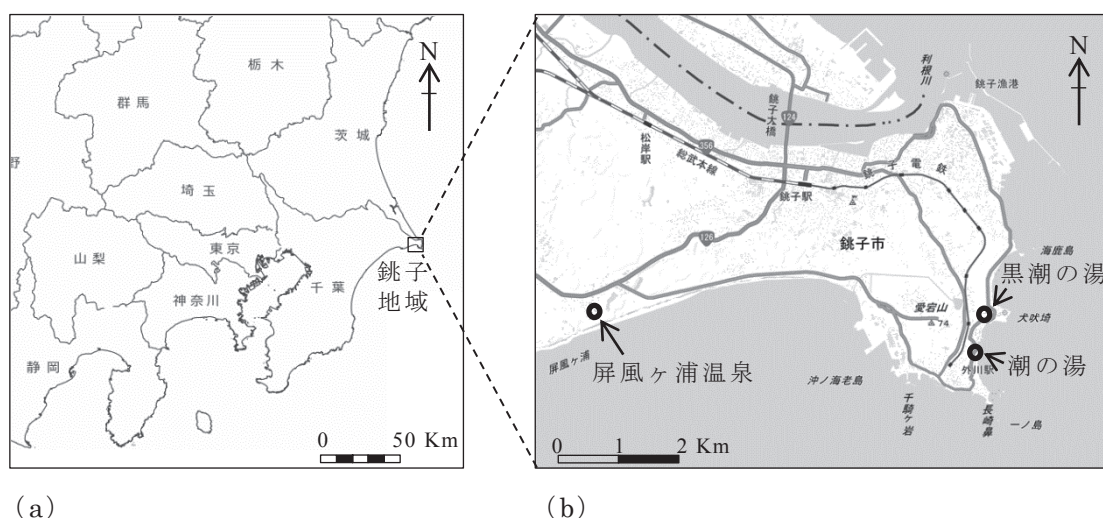 N
栃木
群馬
茨城
野
埼玉
東京
山梨
神奈川
千葉
銚子
地域
静岡
0 50 Km
(a)
N
利根川
銚子漁港
銚子大橋
124
松岸駅
356
総武本線
銚子電鉄
銚子駅
126
銚子市
海鹿島
黒潮の湯
愛宕山
74
犬吠埼
屏風ヶ浦
屏風ヶ浦温泉
外川駅
潮の湯
沖ノ海老島
千騎ヶ岩
長崎鼻
一ノ島
0 1 2 Km
(b)